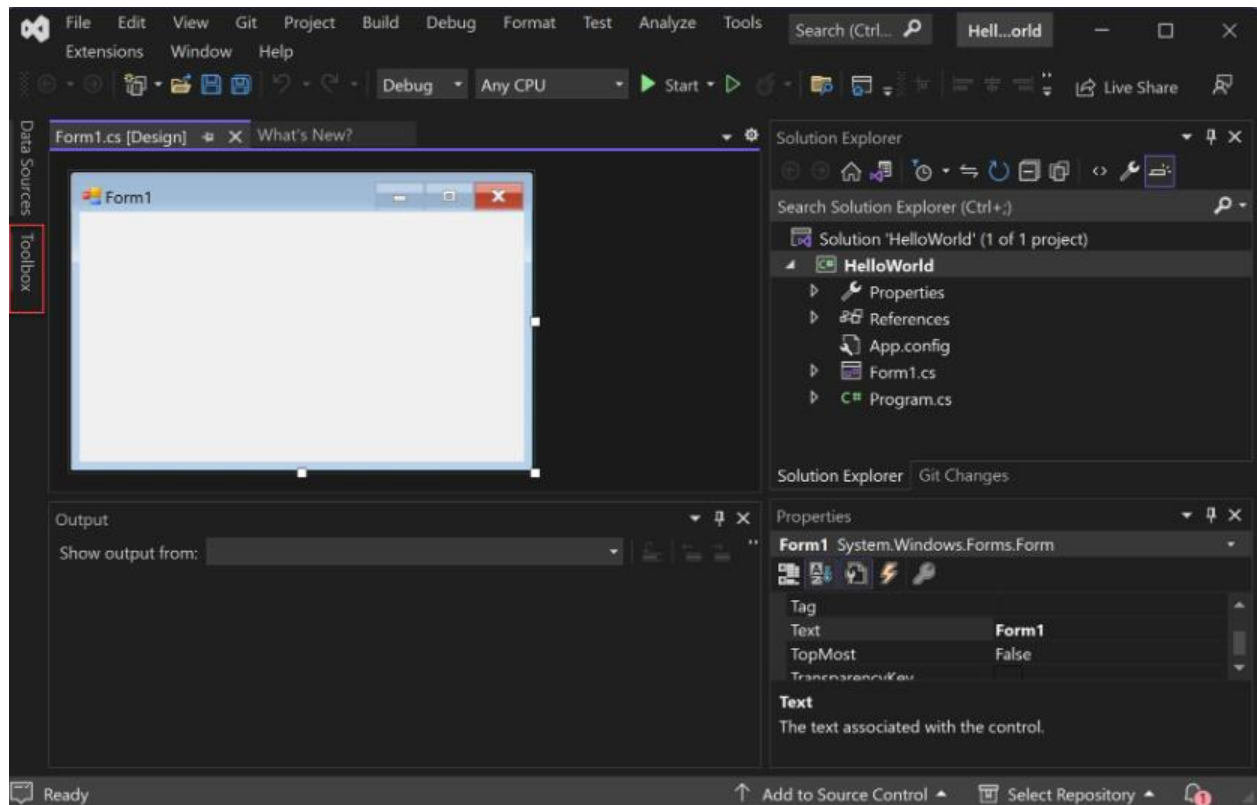 File Edit View Git Project Build Debug Format Test Analyze Tools
Search (Ctrl...
Hell...orld
Extensions Window Help
Debug
Any CPU
Start
Live Share
Data Sources
Toolbox
Form1.cs [Design]
What's New?
Form1
Output
Show output from:
Solution Explorer
Search Solution Explorer (Ctrl+;)
Solution 'HelloWorld' (1 of 1 project)
C# HelloWorld
Properties
References
App.config
Form1.cs
C# Program.cs
Solution Explorer Git Changes
Properties
Form1 System.Windows.Forms.Form
Tag
Text Form1
TopMost False
TransparencyKey
Text
The text associated with the control.
Ready
Add to Source Control
Select Repository
1